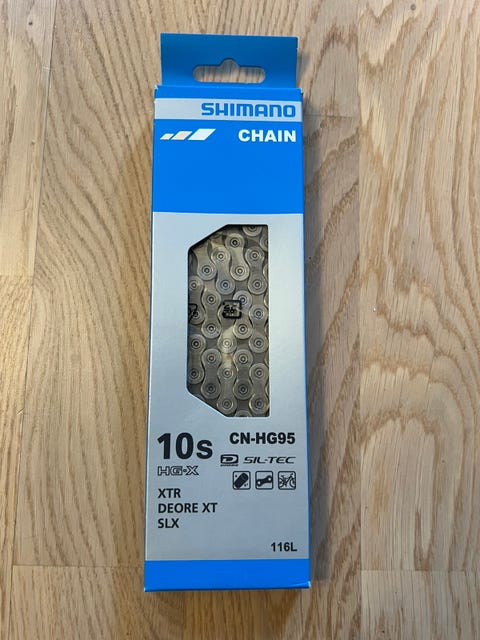 SHIMANO
CHAIN
10s
CN-HG95
HG-X
SIL-TEC
XTR
DEORE XT
SLX
116L